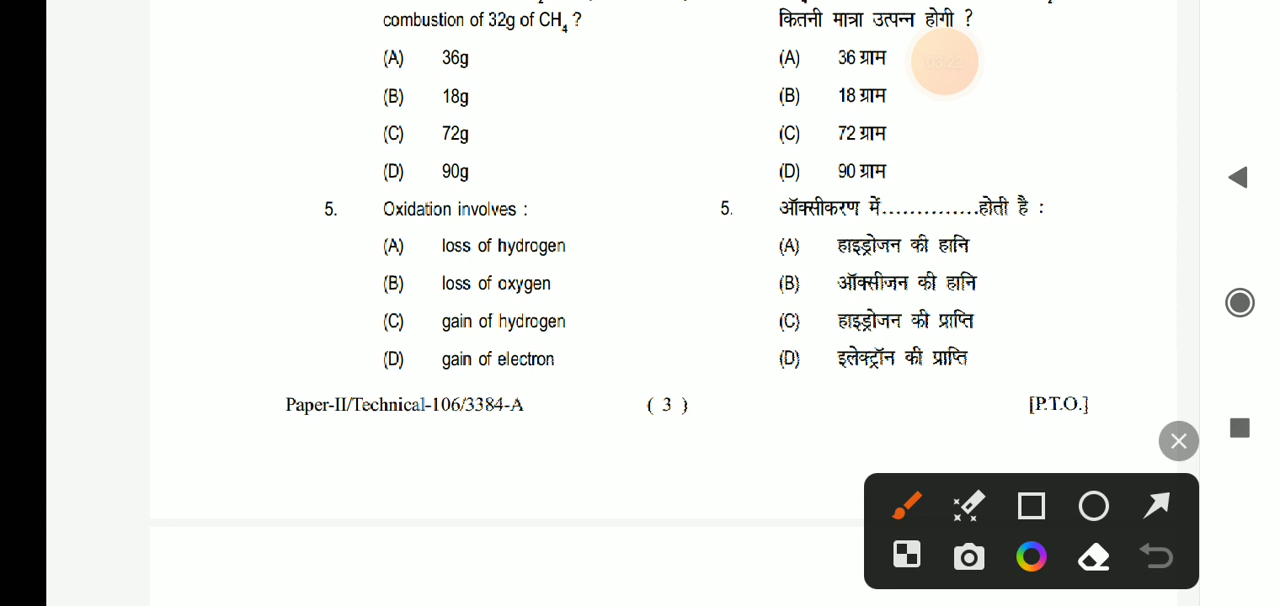 combustion of 32g of CH₄ ?
(A) 36g
(B) 18g
(C) 72g
(D) 90g
5. Oxidation involves :
(A) loss of hydrogen
(B) loss of oxygen
(C) gain of hydrogen
(D) gain of electron
कितनी मात्रा उत्पन्न होगी ?
(A) 36 ग्राम
(B) 18 ग्राम
(C) 72 ग्राम
(D) 90 ग्राम
5. ऑक्सीकरण में..............होती है :
(A) हाइड्रोजन की हानि
(B) ऑक्सीजन की हानि
(C) हाइड्रोजन की प्राप्ति
(D) इलेक्ट्रॉन की प्राप्ति
Paper-II/Technical-106/3384-A ( 3 ) [P.T.O.]